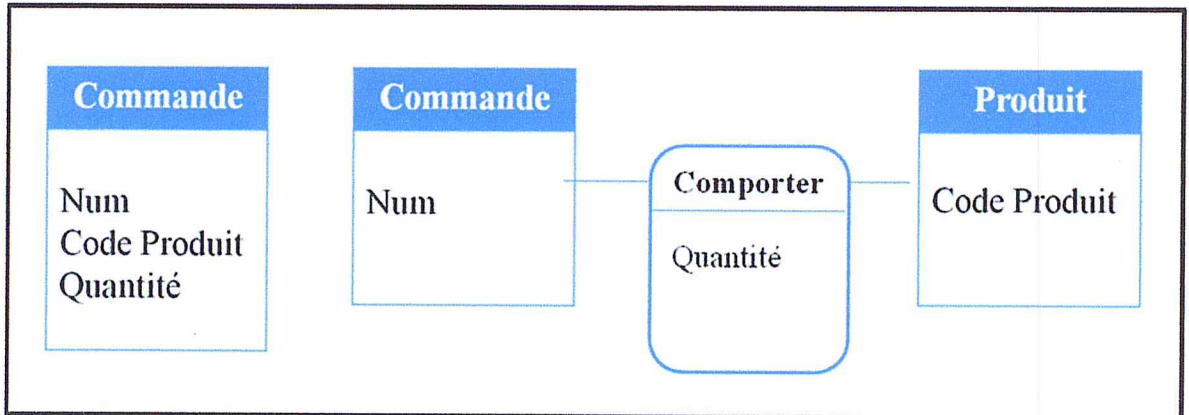 Commande
Num
Code Produit
Quantité
Commande
Num
Comporter
Quantité
Produit
Code Produit